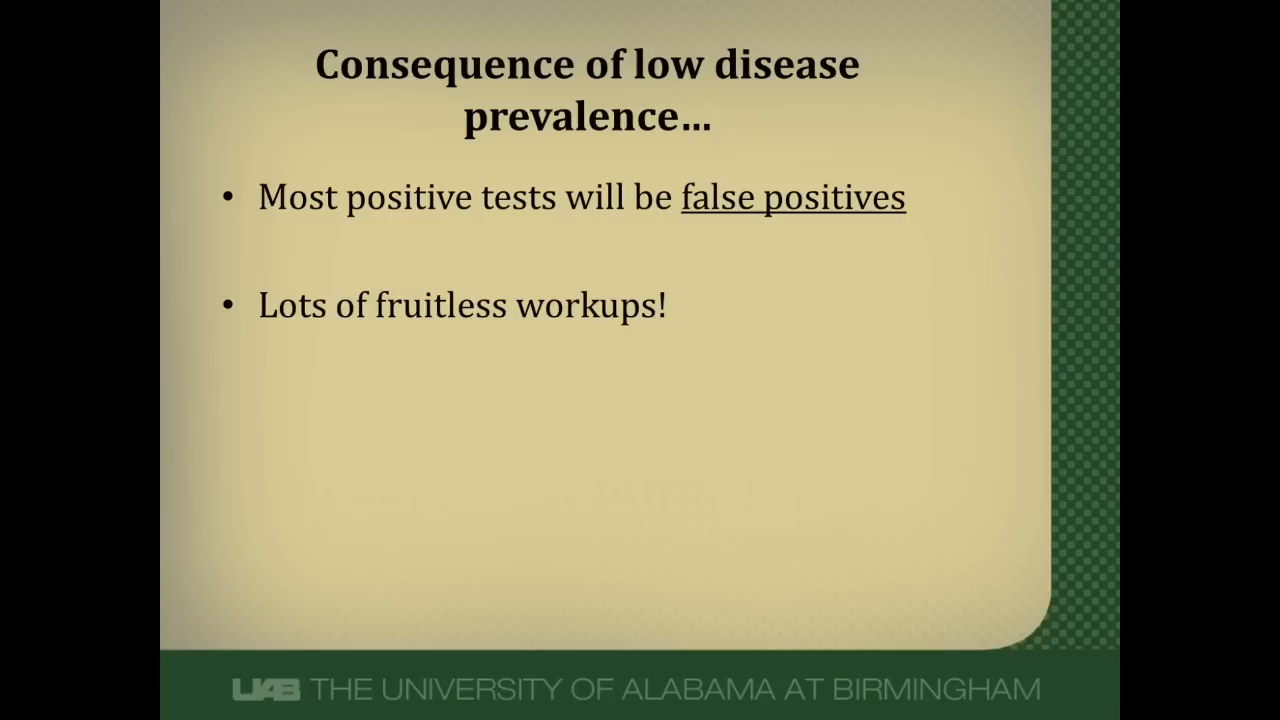 Consequence of low disease
prevalence…
• Most positive tests will be false positives
• Lots of fruitless workups!
UAB THE UNIVERSITY OF ALABAMA AT BIRMINGHAM